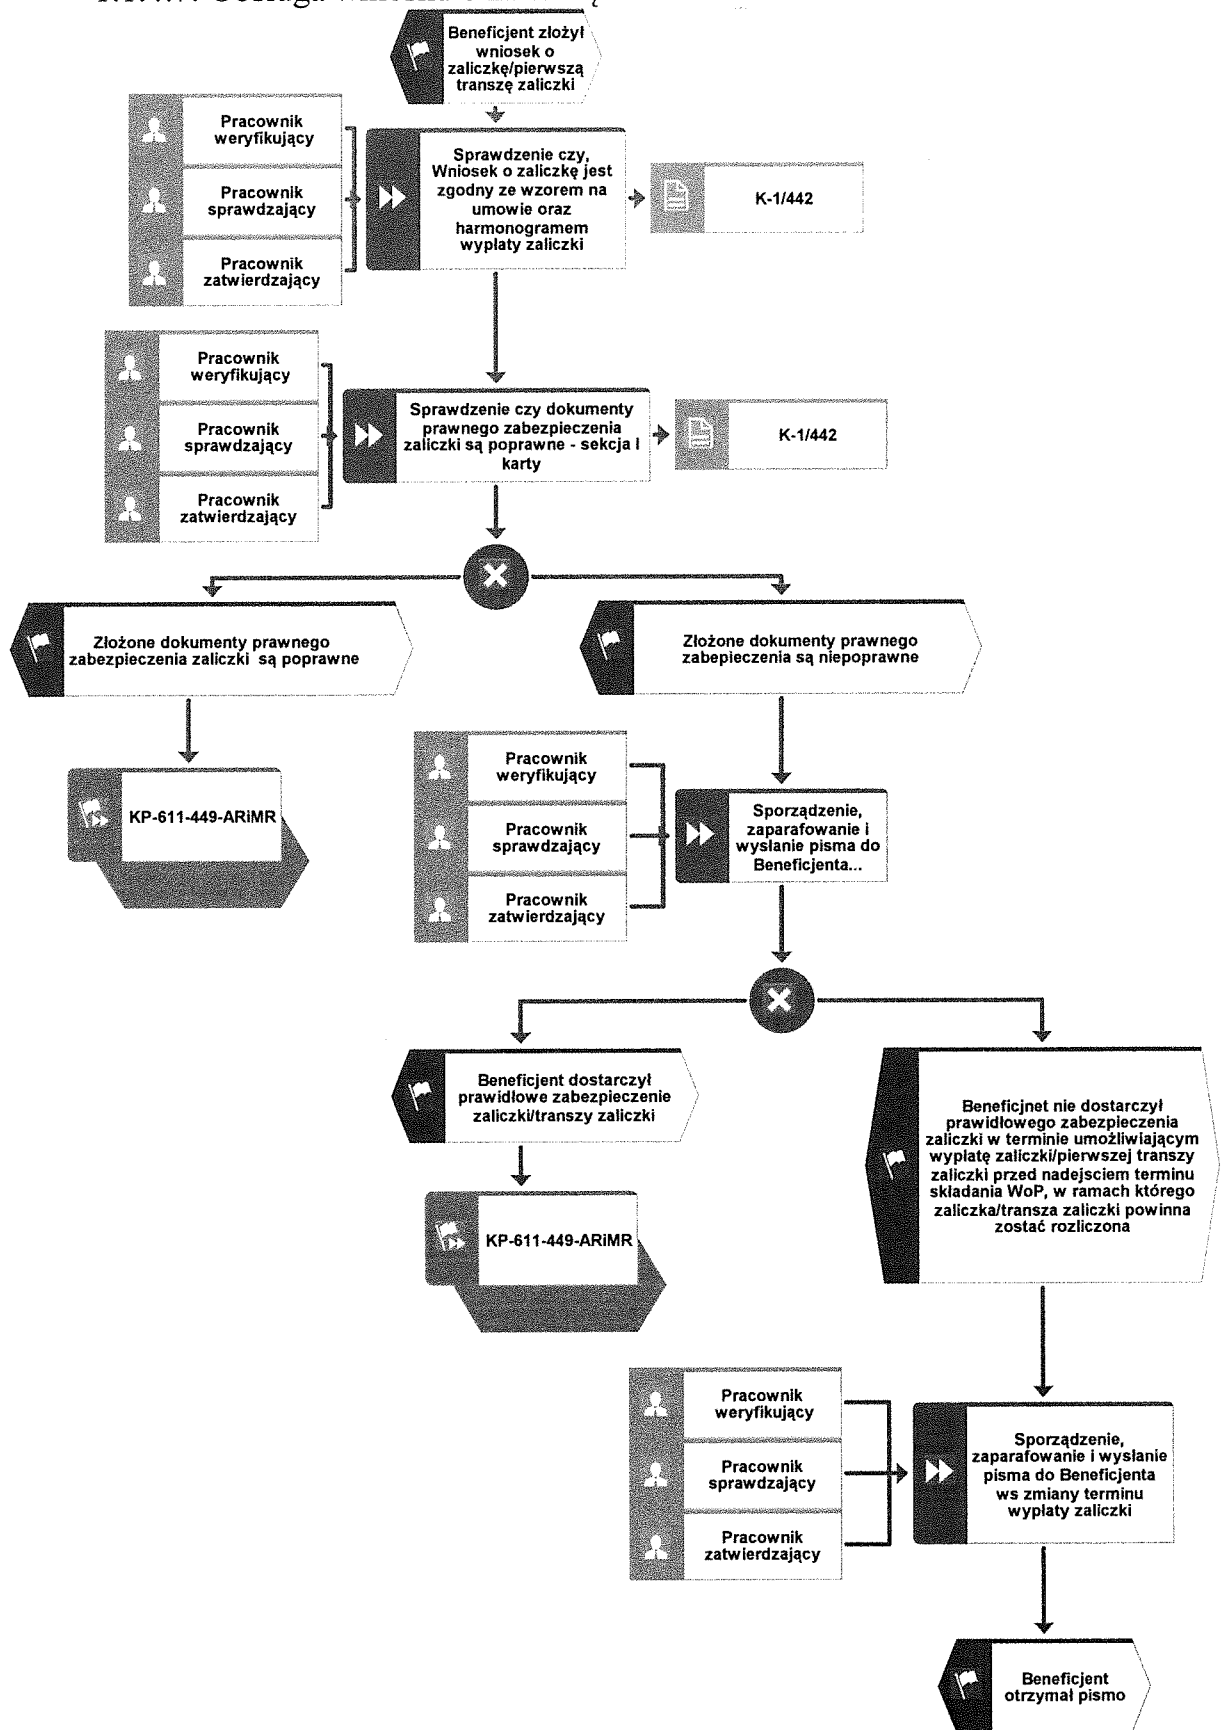 Beneficjent złożył
wniosek o
zaliczkę/pierwszą
transzę zaliczki
Pracownik
weryfikujący
Pracownik
sprawdzający
Pracownik
zatwierdzający
Sprawdzenie czy,
Wniosek o zaliczkę jest
zgodny ze wzorem na
umowie oraz
harmonogramem
wypłaty zaliczki
K-1/442
Pracownik
weryfikujący
Pracownik
sprawdzający
Pracownik
zatwierdzający
Sprawdzenie czy dokumenty
prawnego zabezpieczenia
zaliczki są poprawne - sekcja I
karty
K-1/442
Złożone dokumenty prawnego
zabezpieczenia zaliczki są poprawne
Złożone dokumenty prawnego
zabepieczenia są niepoprawne
KP-611-449-ARiMR
Pracownik
weryfikujący
Pracownik
sprawdzający
Pracownik
zatwierdzający
Sporządzenie,
zaparafowanie i
wysłanie pisma do
Beneficjenta...
Beneficjent dostarczył
prawidłowe zabezpieczenie
zaliczki/transzy zaliczki
KP-611-449-ARiMR
Beneficjnet nie dostarczył
prawidłowego zabezpieczenia
zaliczki w terminie umożliwiającym
wypłatę zaliczki/pierwszej transzy
zaliczki przed nadejsciem terminu
składania WoP, w ramach którego
zaliczka/transza zaliczki powinna
zostać rozliczona
Pracownik
weryfikujący
Pracownik
sprawdzający
Pracownik
zatwierdzający
Sporządzenie,
zaparafowanie i wysłanie
pisma do Beneficjenta
ws zmiany terminu
wypłaty zaliczki
Beneficjent
otrzymał pismo